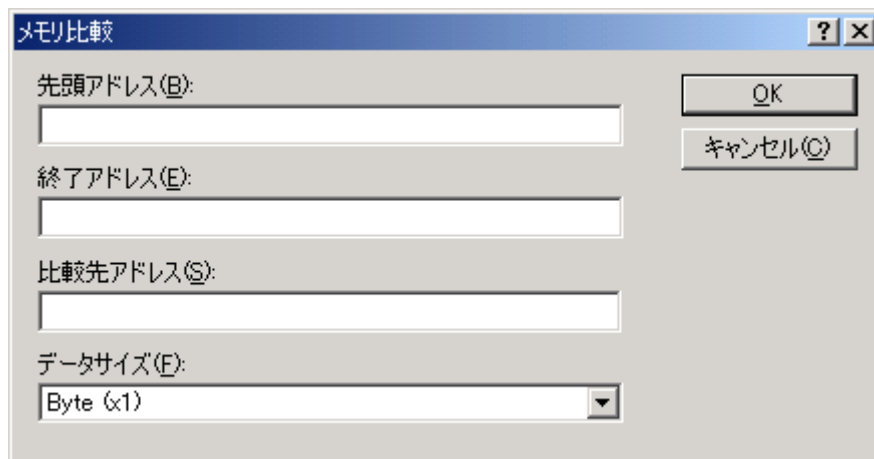 メモリ比較
先頭アドレス(B):
OK
キャンセル(C)
終了アドレス(E):
比較先アドレス(S):
データサイズ(F):
Byte (x1)